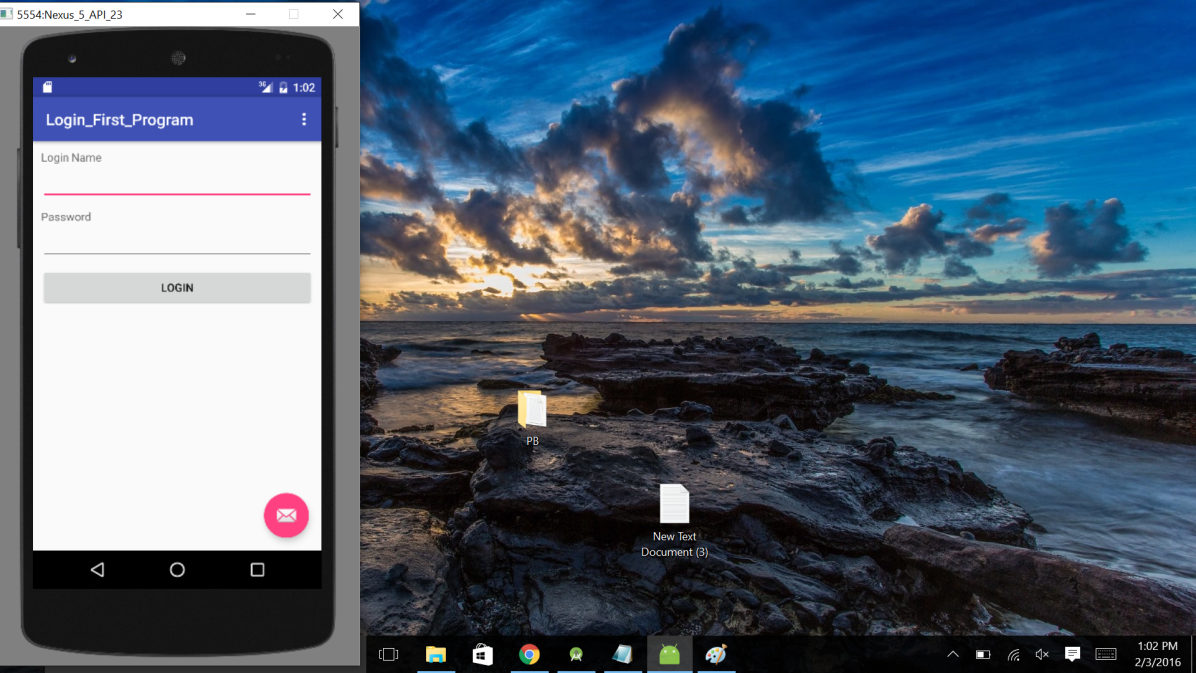 5554:Nexus_5_API_23
3G 1:02
Login_First_Program
Login Name
Password
LOGIN
PB
New Text
Document (3)
1:02 PM
2/3/2016